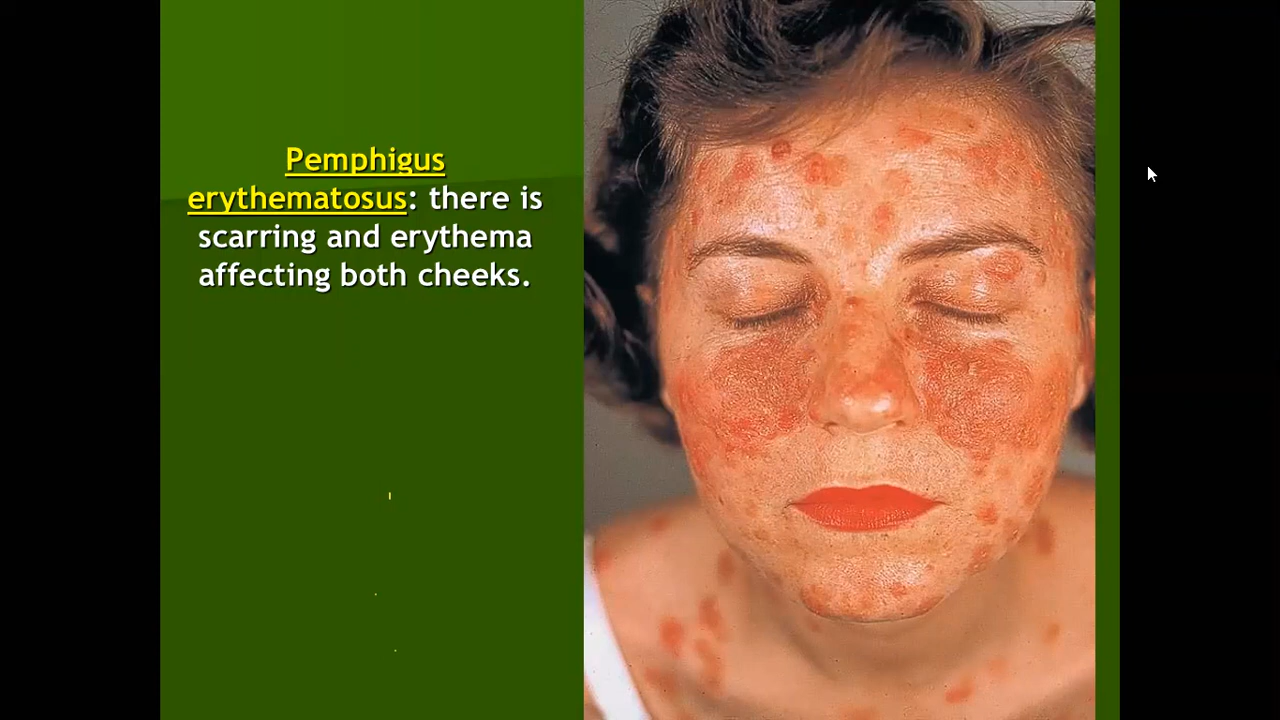 Pemphigus
erythematosus: there is
scarring and erythema
affecting both cheeks.